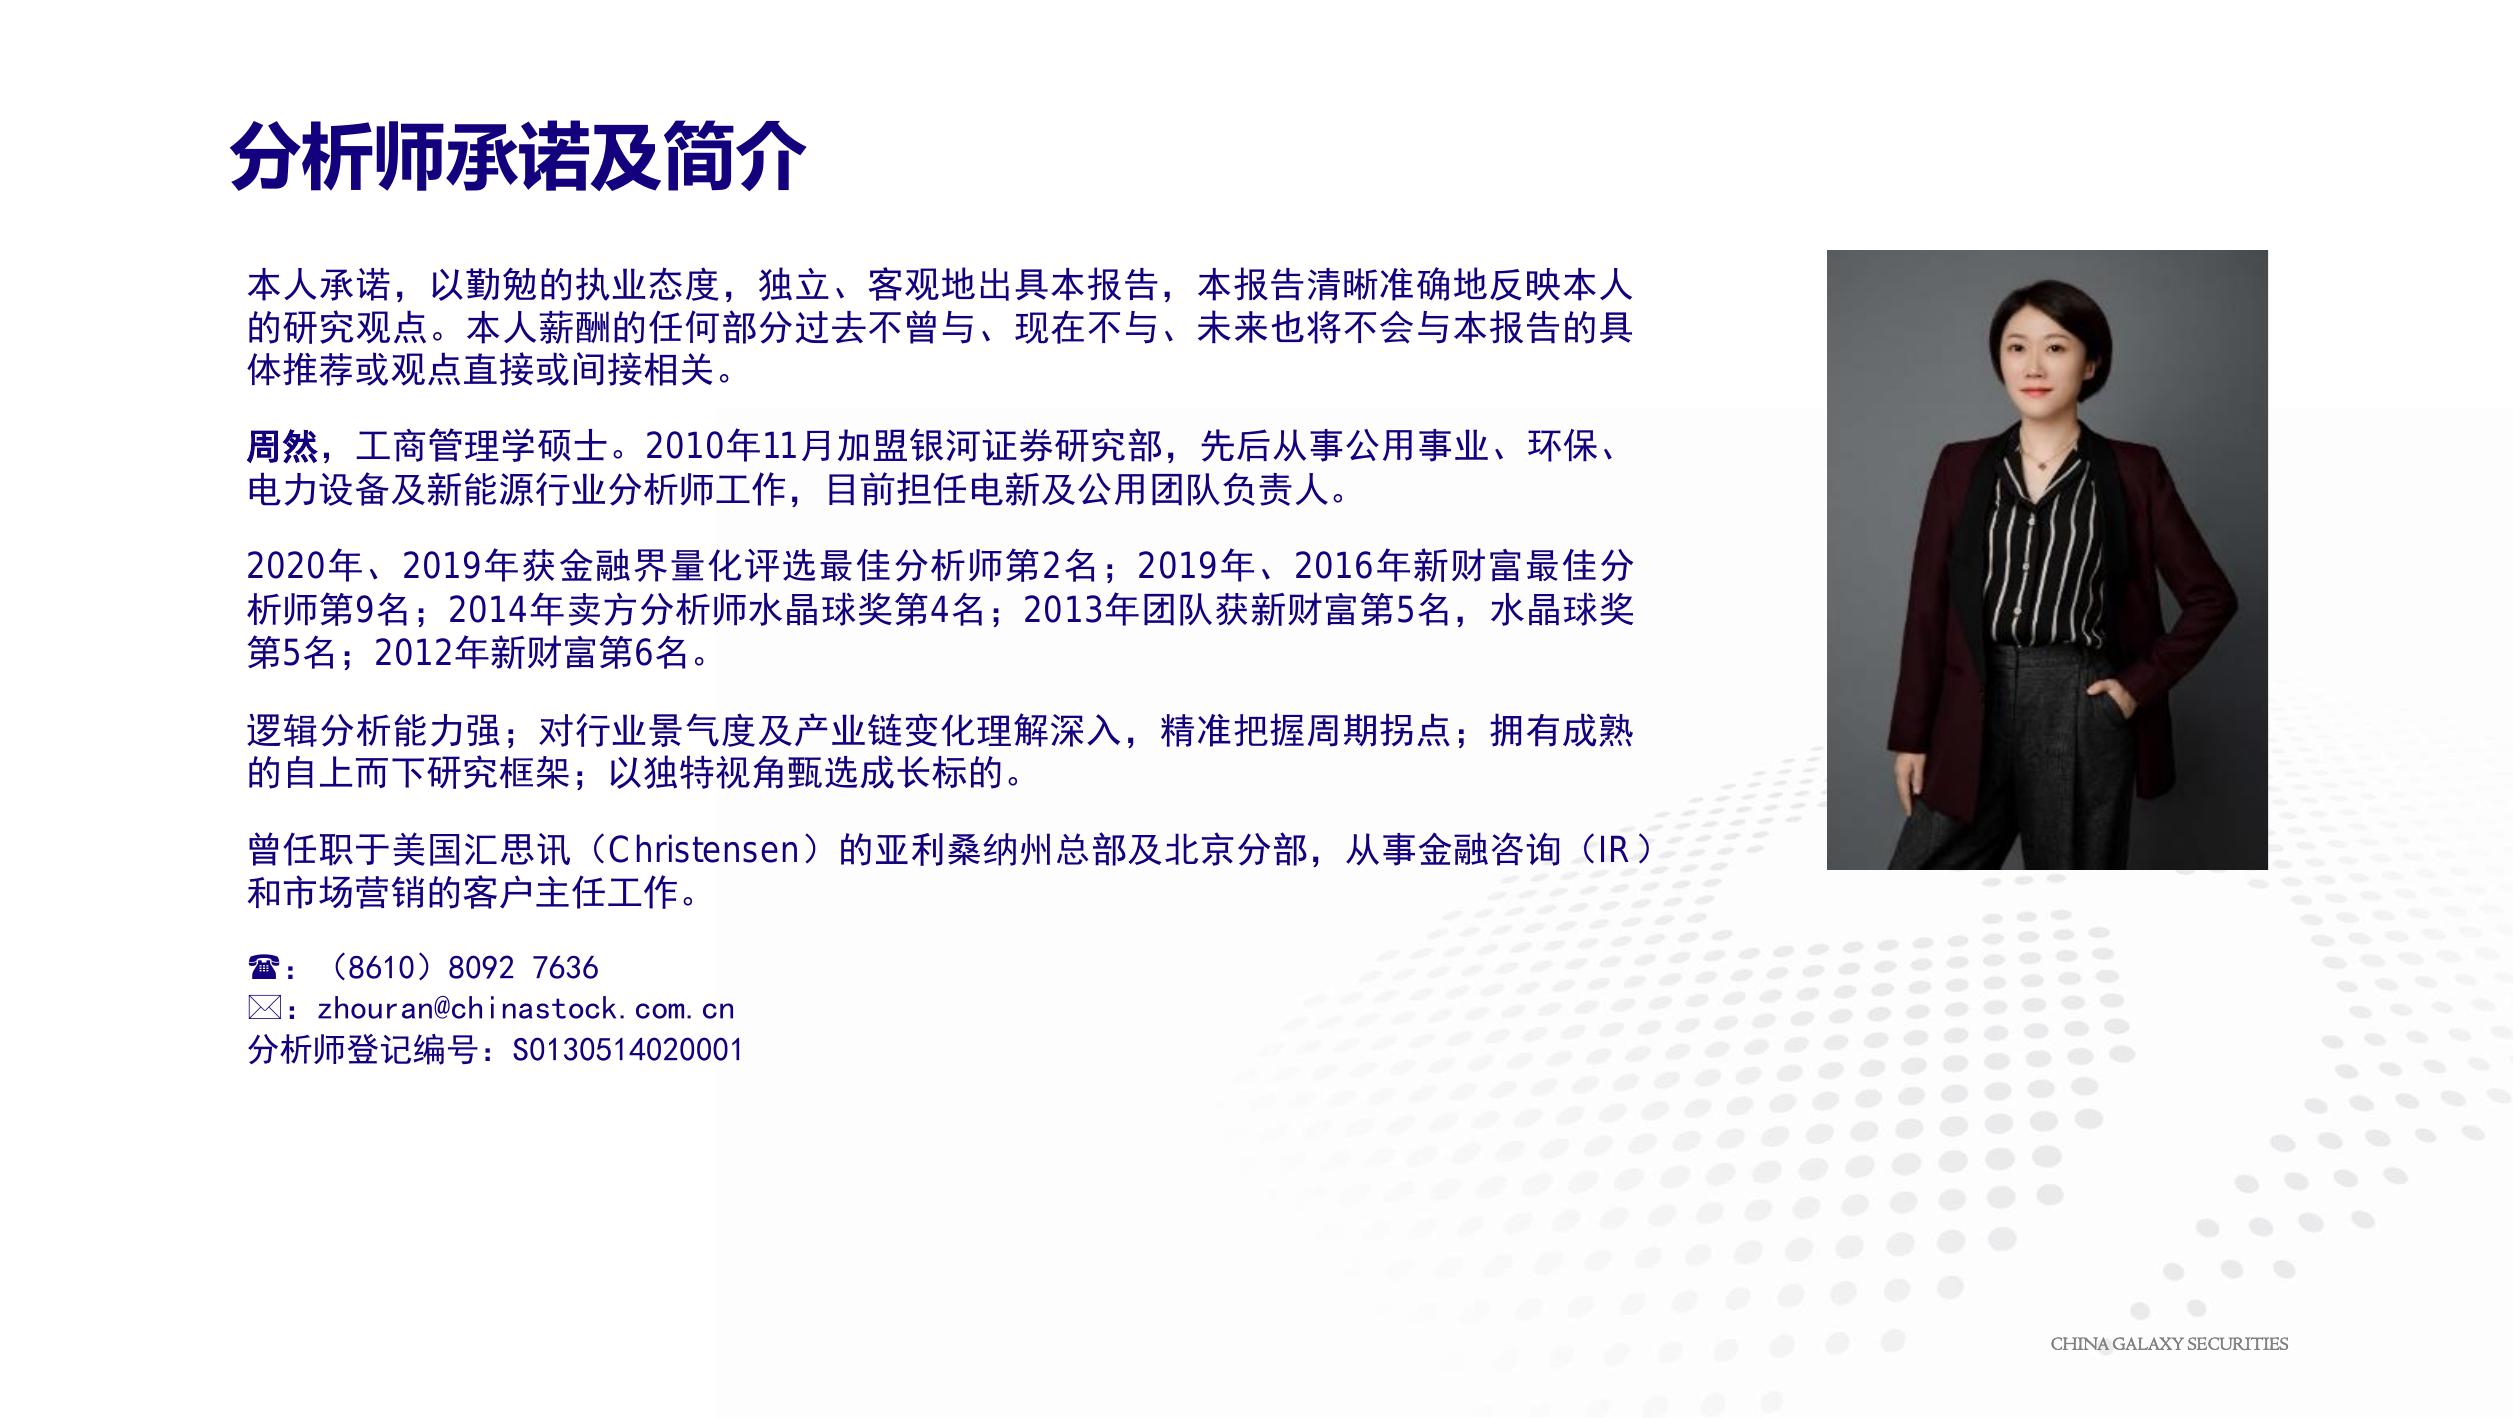 分析师承诺及简介
本人承诺，以勤勉的执业态度，独立、客观地出具本报告，本报告清晰准确地反映本人
的研究观点。本人薪酬的任何部分过去不曾与、现在不与、未来也将不会与本报告的具
体推荐或观点直接或间接相关。
周然，工商管理学硕士。2010年11月加盟银河证券研究部，先后从事公用事业、环保、
电力设备及新能源行业分析师工作，目前担任电新及公用团队负责人。
2020年、2019年获金融界量化评选最佳分析师第2名；2019年、2016年新财富最佳分
析师第9名；2014年卖方分析师水晶球奖第4名；2013年团队获新财富第5名，水晶球奖
第5名；2012年新财富第6名。
逻辑分析能力强；对行业景气度及产业链变化理解深入，精准把握周期拐点；拥有成熟
的自上而下研究框架；以独特视角甄选成长标的。
曾任职于美国汇思讯（Christensen）的亚利桑纳州总部及北京分部，从事金融咨询（IR）
和市场营销的客户主任工作。
☎：（8610）8092 7636
✉：zhouran@chinastock.com.cn
分析师登记编号：S0130514020001
CHINA GALAXY SECURITIES